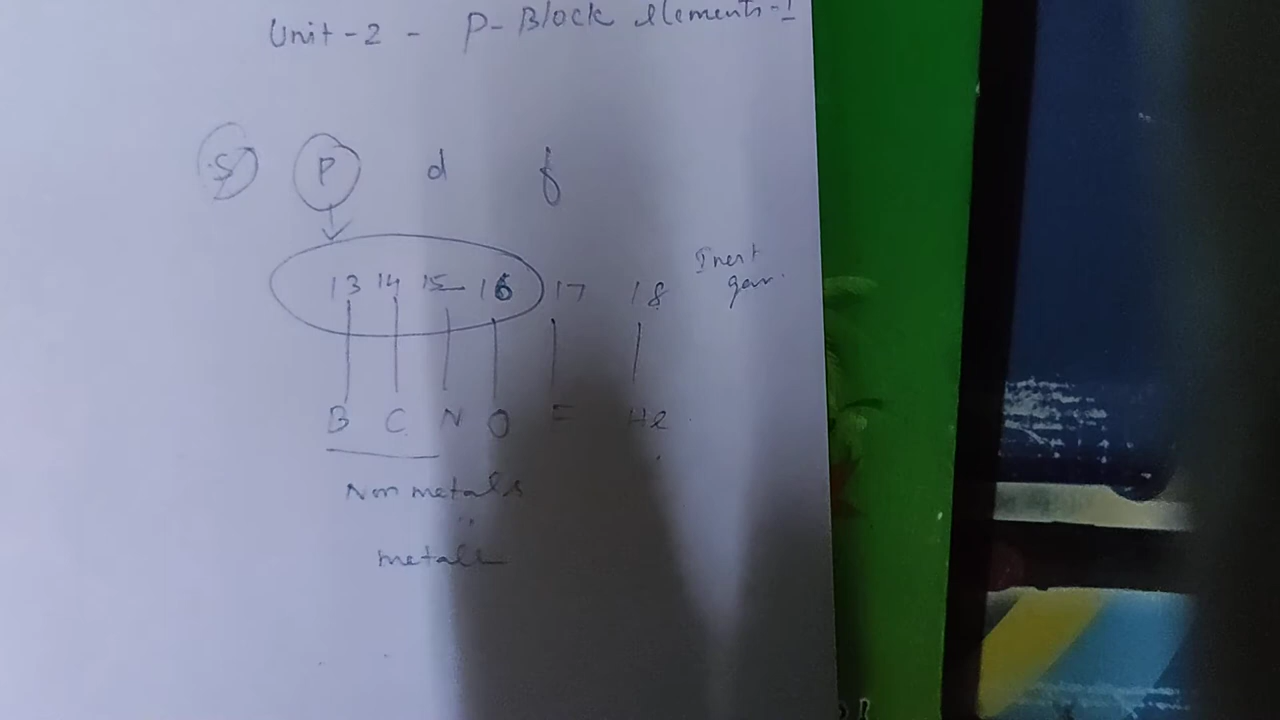 Unit - 2 - P-Block elements-I
S P d f
13 14 15 16 17 18 Inert
gas.
B C N O F He
Non metals
"
metals